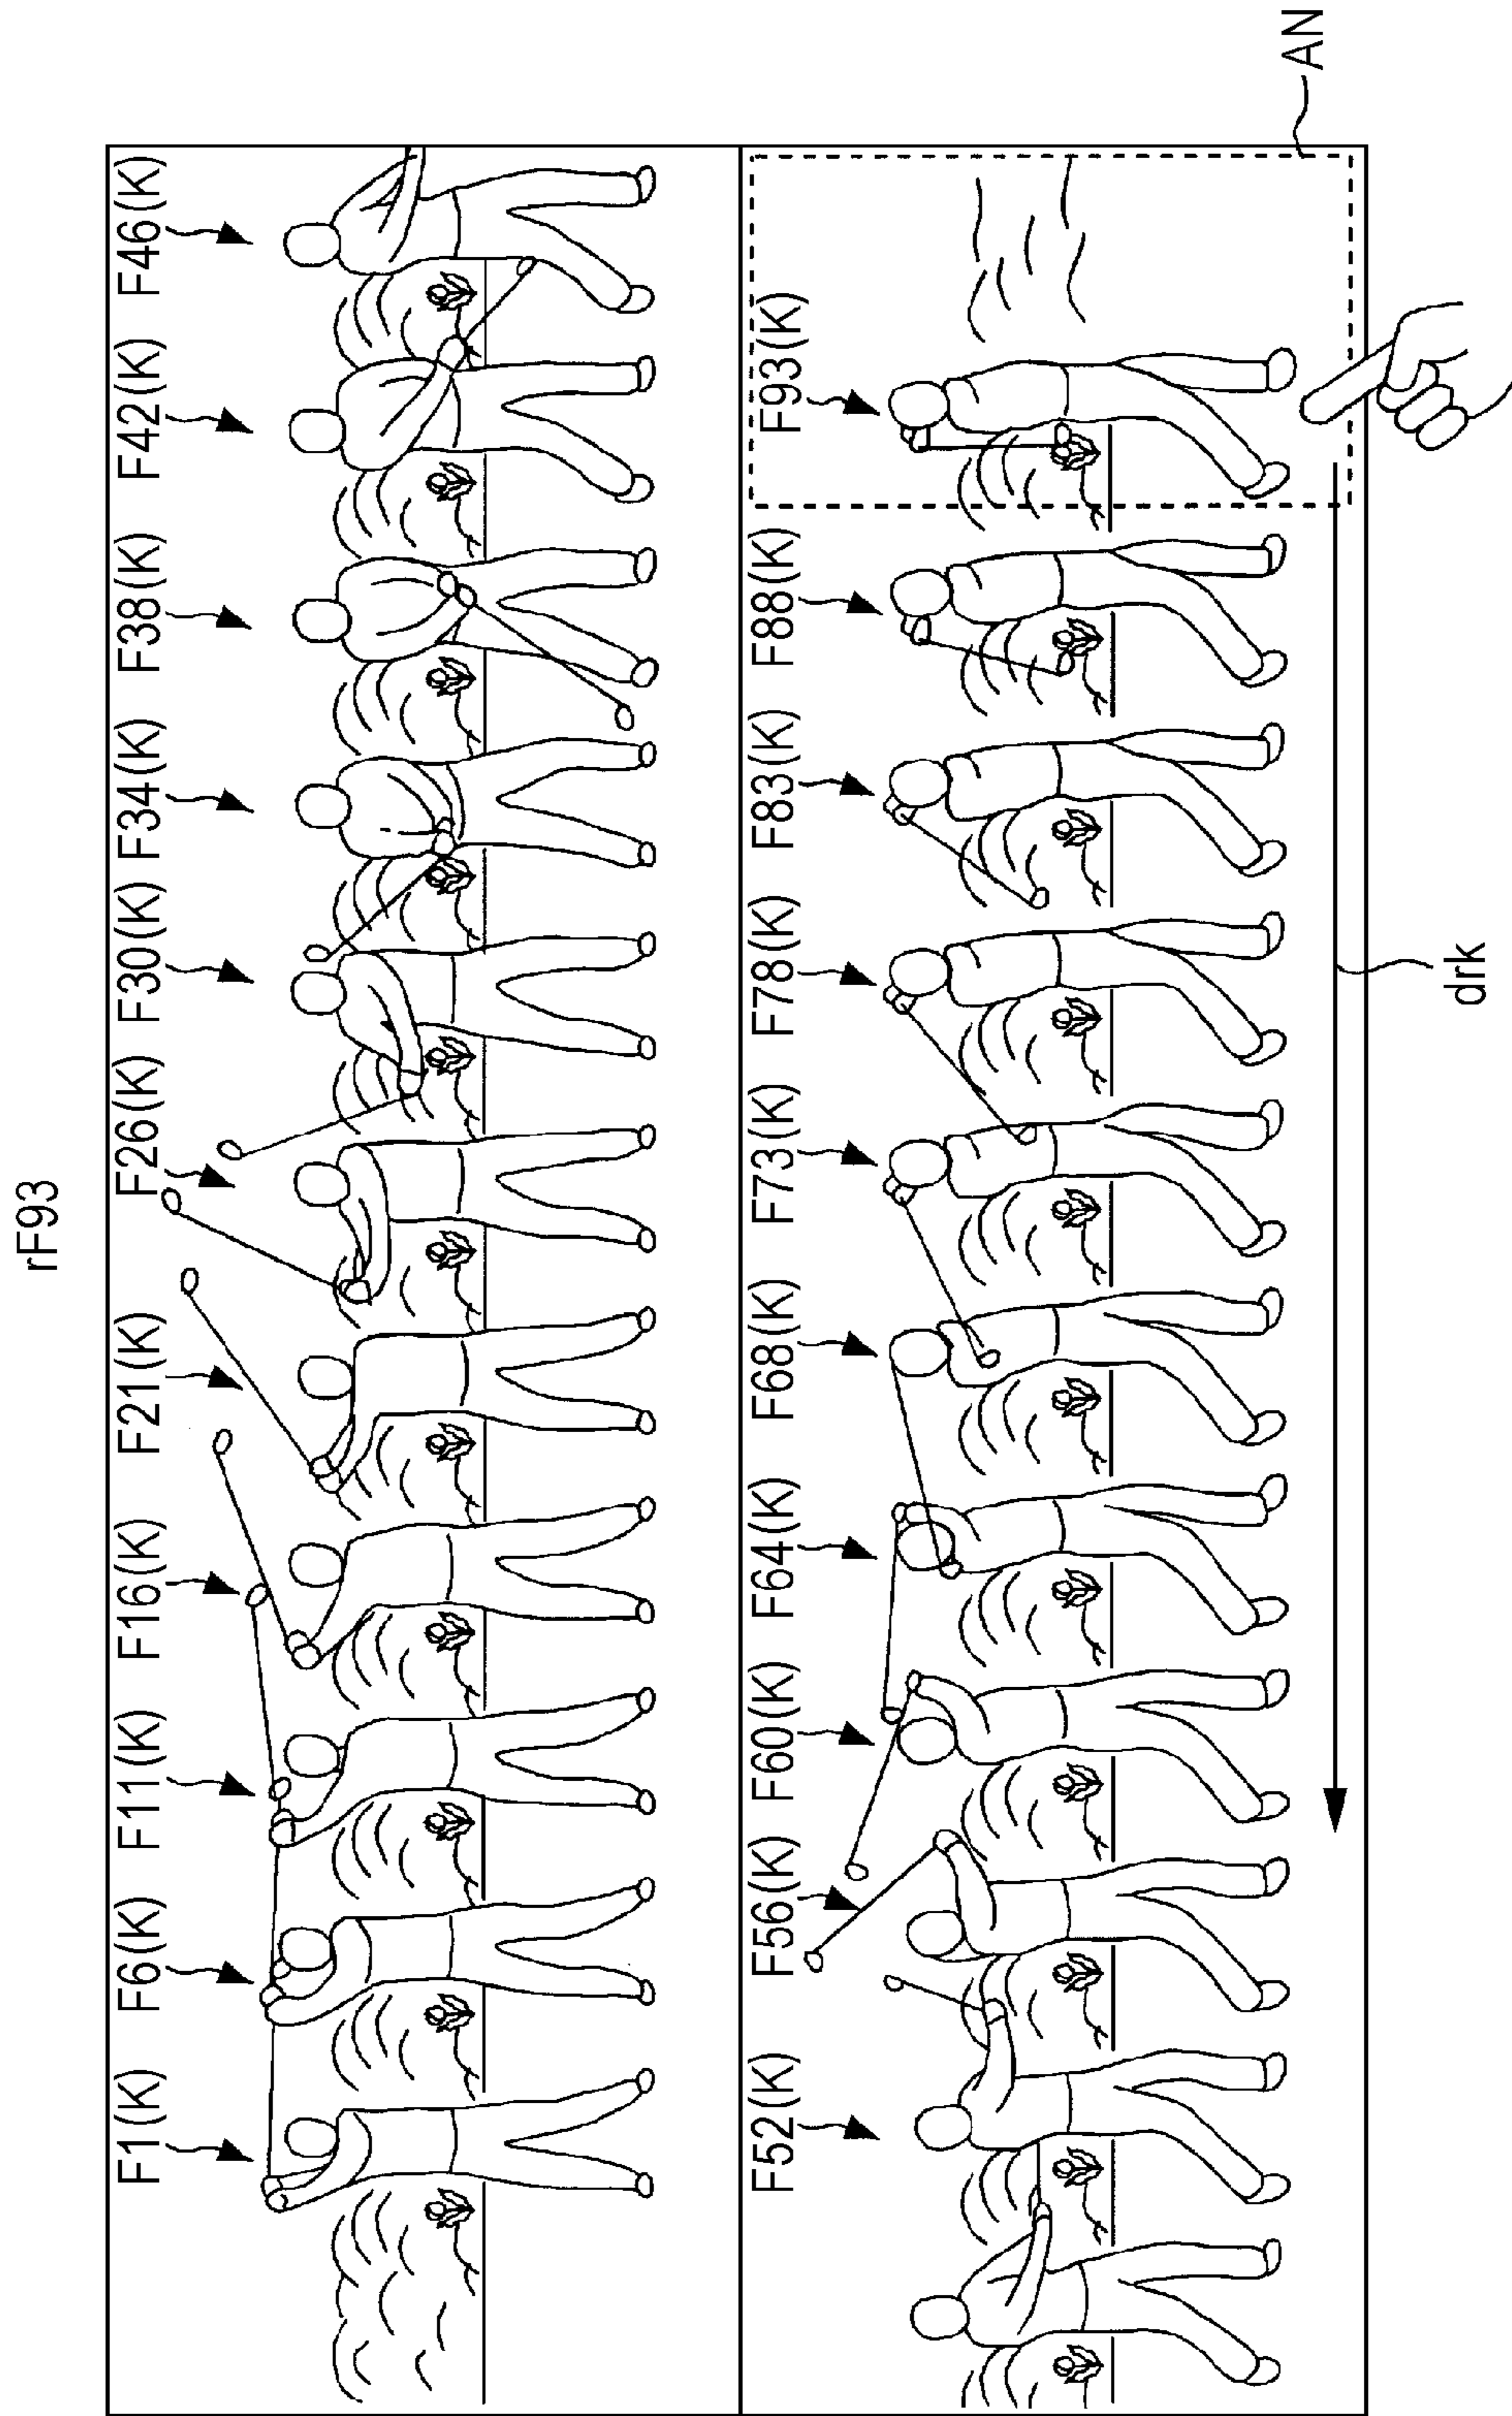 rF93
F1(K) F6(K) F11(K) F16(K) F21(K) F26(K) F30(K) F34(K) F38(K) F42(K) F46(K)
F52(K) F56(K) F60(K) F64(K) F68(K) F73(K) F78(K) F83(K) F88(K) F93(K)
drk
AN